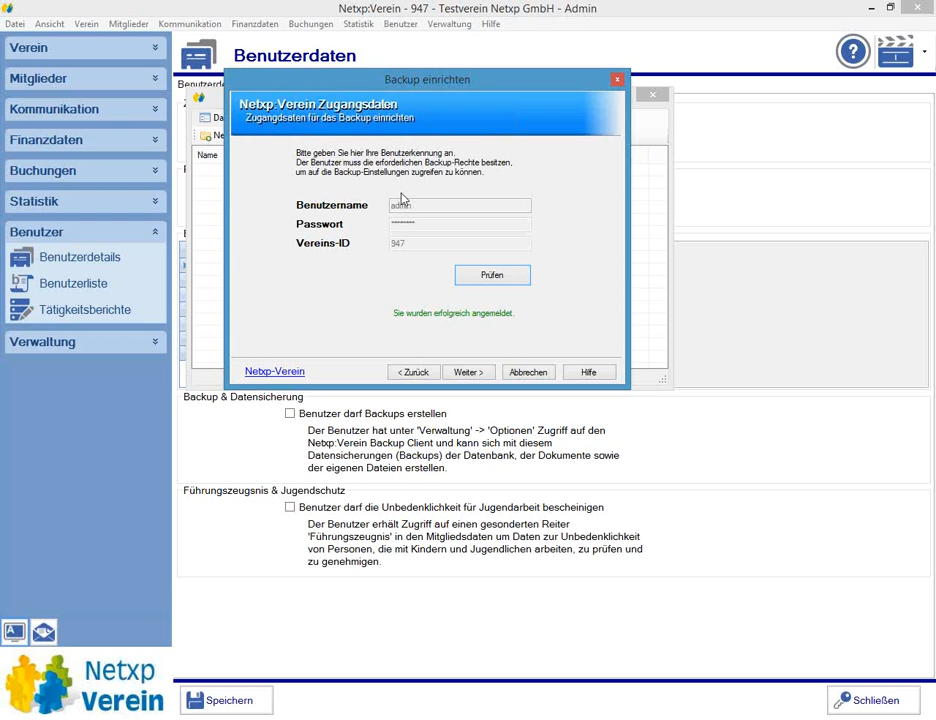 Netxp:Verein - 947 - Testverein Netxp GmbH - Admin
Datei Ansicht Verein Mitglieder Kommunikation Finanzdaten Buchungen Statistik Benutzer Verwaltung Hilfe
Verein
Mitglieder
Kommunikation
Finanzdaten
Buchungen
Statistik
Benutzer
Benutzerdetails
Benutzerliste
Tätigkeitsberichte
Verwaltung
Netxp
Verein
Benutzerdaten
Name
Backup einrichten
Netxp:Verein Zugangsdaten
Zugangdsaten für das Backup einrichten
Bitte geben Sie hier Ihre Benutzerkennung an.
Der Benutzer muss die erforderlichen Backup-Rechte besitzen,
um auf die Backup-Einstellungen zugreifen zu können.
Benutzername admin
Passwort ********
Vereins-ID 947
Prüfen
Sie wurden erfolgreich angemeldet.
Netxp-Verein
< Zurück Weiter > Abbrechen Hilfe
Backup & Datensicherung
Benutzer darf Backups erstellen
Der Benutzer hat unter 'Verwaltung' -> 'Optionen' Zugriff auf den
Netxp:Verein Backup Client und kann sich mit diesem
Datensicherungen (Backups) der Datenbank, der Dokumente sowie
der eigenen Dateien erstellen.
Führungszeugsnis & Jugendschutz
Benutzer darf die Unbedenklichkeit für Jugendarbeit bescheinigen
Der Benutzer erhält Zugriff auf einen gesonderten Reiter
'Führungszeugnis' in den Mitgliedsdaten um Daten zur Unbedenklichkeit
von Personen, die mit Kindern und Jugendlichen arbeiten, zu prüfen und
zu genehmigen.
Speichern
Schließen